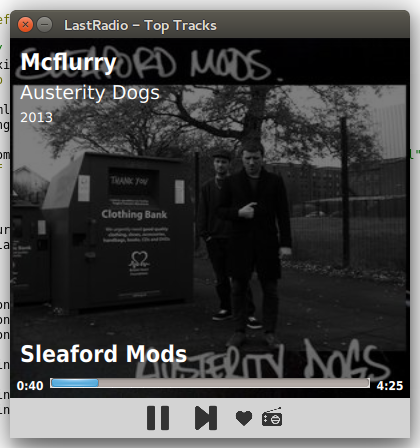 LastRadio – Top Tracks
SLEAFORD MODS.
Mcflurry
Austerity Dogs
2013
THANK YOU
Clothing Bank
Sleaford Mods
AUSTERITY DOGS
0:40
4:25